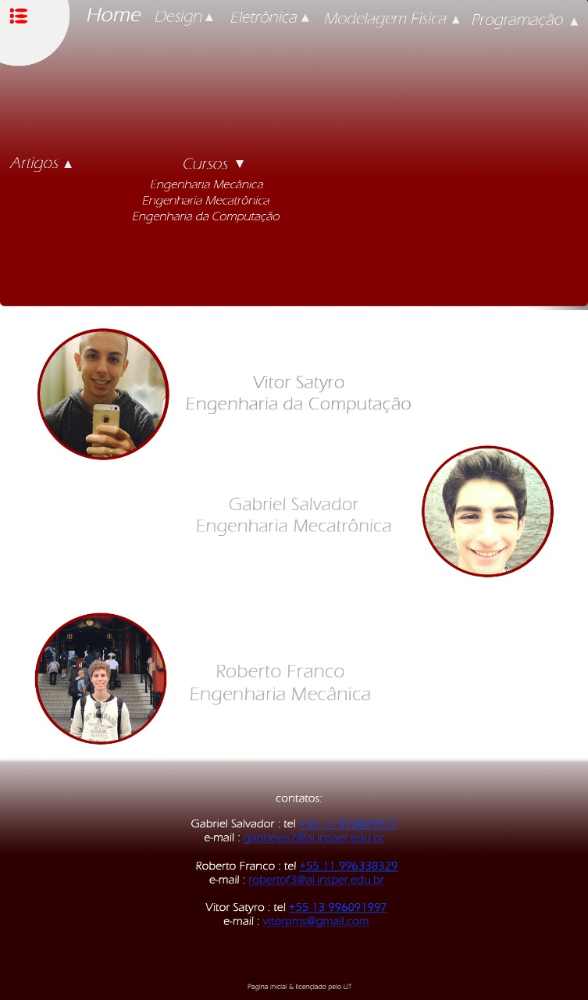 Home Design ▲ Eletrônica ▲ Modelagem Física ▲ Programação ▲
Artigos ▲ Cursos ▼
Engenharia Mecânica
Engenharia Mecatrônica
Engenharia da Computação
Vitor Satyro
Engenharia da Computação
Gabriel Salvador
Engenharia Mecatrônica
Roberto Franco
Engenharia Mecânica
contatos:
Gabriel Salvador : tel +55 11 975829977
e-mail : gabrielps2@al.insper.edu.br
Roberto Franco : tel +55 11 996338329
e-mail : robertof3@al.insper.edu.br
Vitor Satyro : tel +55 13 996091997
e-mail : vitorpms@gmail.com
Pagina inicial & licençiado pelo LIT